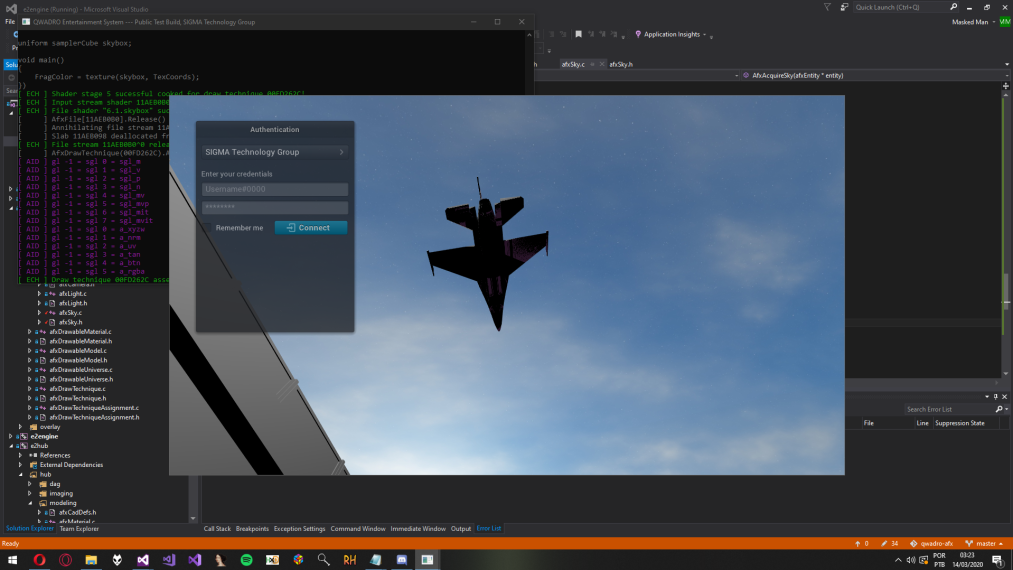 e2engine (Running) - Microsoft Visual Studio
Quick Launch (Ctrl+Q)
File
QWADRO Entertainment System --- Public Test Build, SIGMA Technology Group
Masked Man
MM
Application Insights
uniform samplerCube skybox;
void main()
{
FragColor = texture(skybox, TexCoords);
})
afxSky.c
afxSky.h
AfxAcquireSky(afxEntity * entity)
[ ECH ] Shader stage 5 sucessful cooked for draw technique 00FD262C!
[ ECH ] Input stream shader 11AEB0B0
[ ECH ] File shader "6.1.skybox" suc
[ AfxFile[11AEB0B0].Release()
[ Annihilating file stream 11A
[ Slab 11AEB098 deallocated fr
[ ECH ] File stream 11AEB0B0^0 relea
[ AfxDrawTechnique(00FD262C).A
[ AID ] gl -1 = sgl 0 = sgl_m
[ AID ] gl -1 = sgl 1 = sgl_v
[ AID ] gl -1 = sgl 2 = sgl_p
[ AID ] gl -1 = sgl 3 = sgl_n
[ AID ] gl -1 = sgl 4 = sgl_mv
[ AID ] gl -1 = sgl 5 = sgl_mvp
[ AID ] gl -1 = sgl 6 = sgl_mit
[ AID ] gl -1 = sgl 7 = sgl_mvit
[ AID ] gl -1 = sgl 0 = a_xyzw
[ AID ] gl -1 = sgl 1 = a_nrm
[ AID ] gl -1 = sgl 2 = a_uv
[ AID ] gl -1 = sgl 3 = a_tan
[ AID ] gl -1 = sgl 4 = a_btn
[ AID ] gl -1 = sgl 5 = a_rgba
[ ECH ] Draw technique 00FD262C asse
Authentication
SIGMA Technology Group
Enter your credentials
Username#0000
********
Remember me
Connect
afxCamera.h
afxLight.c
afxLight.h
afxSky.c
afxSky.h
afxDrawableMaterial.c
afxDrawableMaterial.h
afxDrawableModel.c
afxDrawableModel.h
afxDrawableUniverse.c
afxDrawableUniverse.h
afxDrawTechnique.c
afxDrawTechnique.h
afxDrawTechniqueAssignment.c
afxDrawTechniqueAssignment.h
overlay
e2engine
e2hub
References
External Dependencies
hub
dag
imaging
modeling
afxCadDefs.h
afxMaterial.c
Search Error List
File
Line
Suppression State
Solution Explorer
Team Explorer
Call Stack
Breakpoints
Exception Settings
Command Window
Immediate Window
Output
Error List
Ready
0
34
qwadro-afx
master
RH
POR
PTB
03:23
14/03/2020